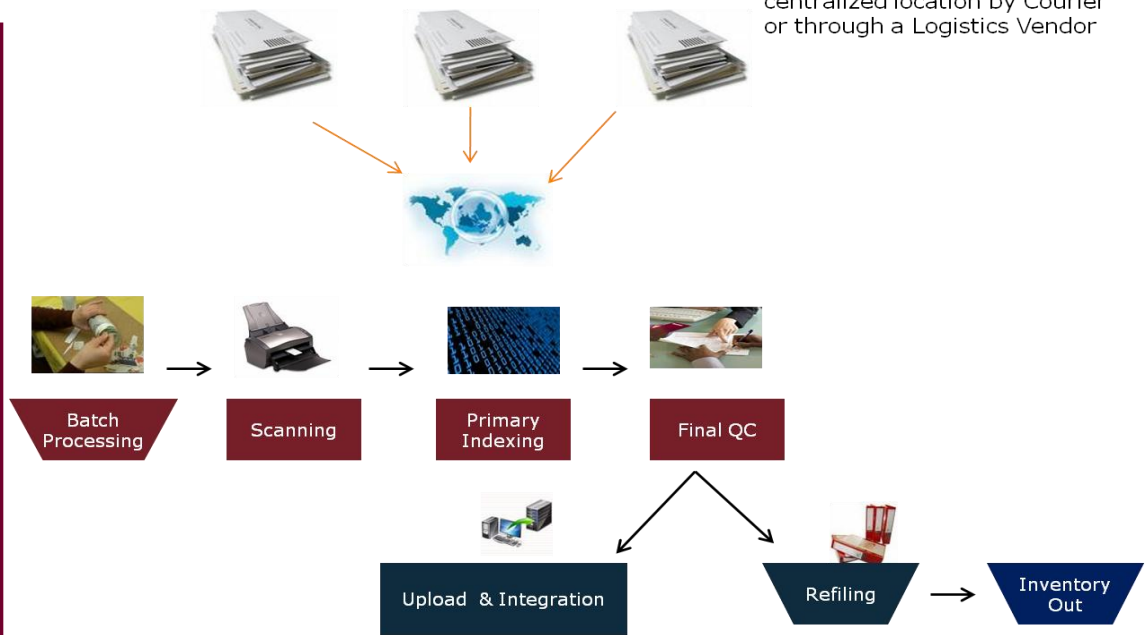 centralized location by Courier
or through a Logistics Vendor
Batch
Processing
Scanning
Primary
Indexing
Final QC
Upload & Integration
Refiling
Inventory
Out